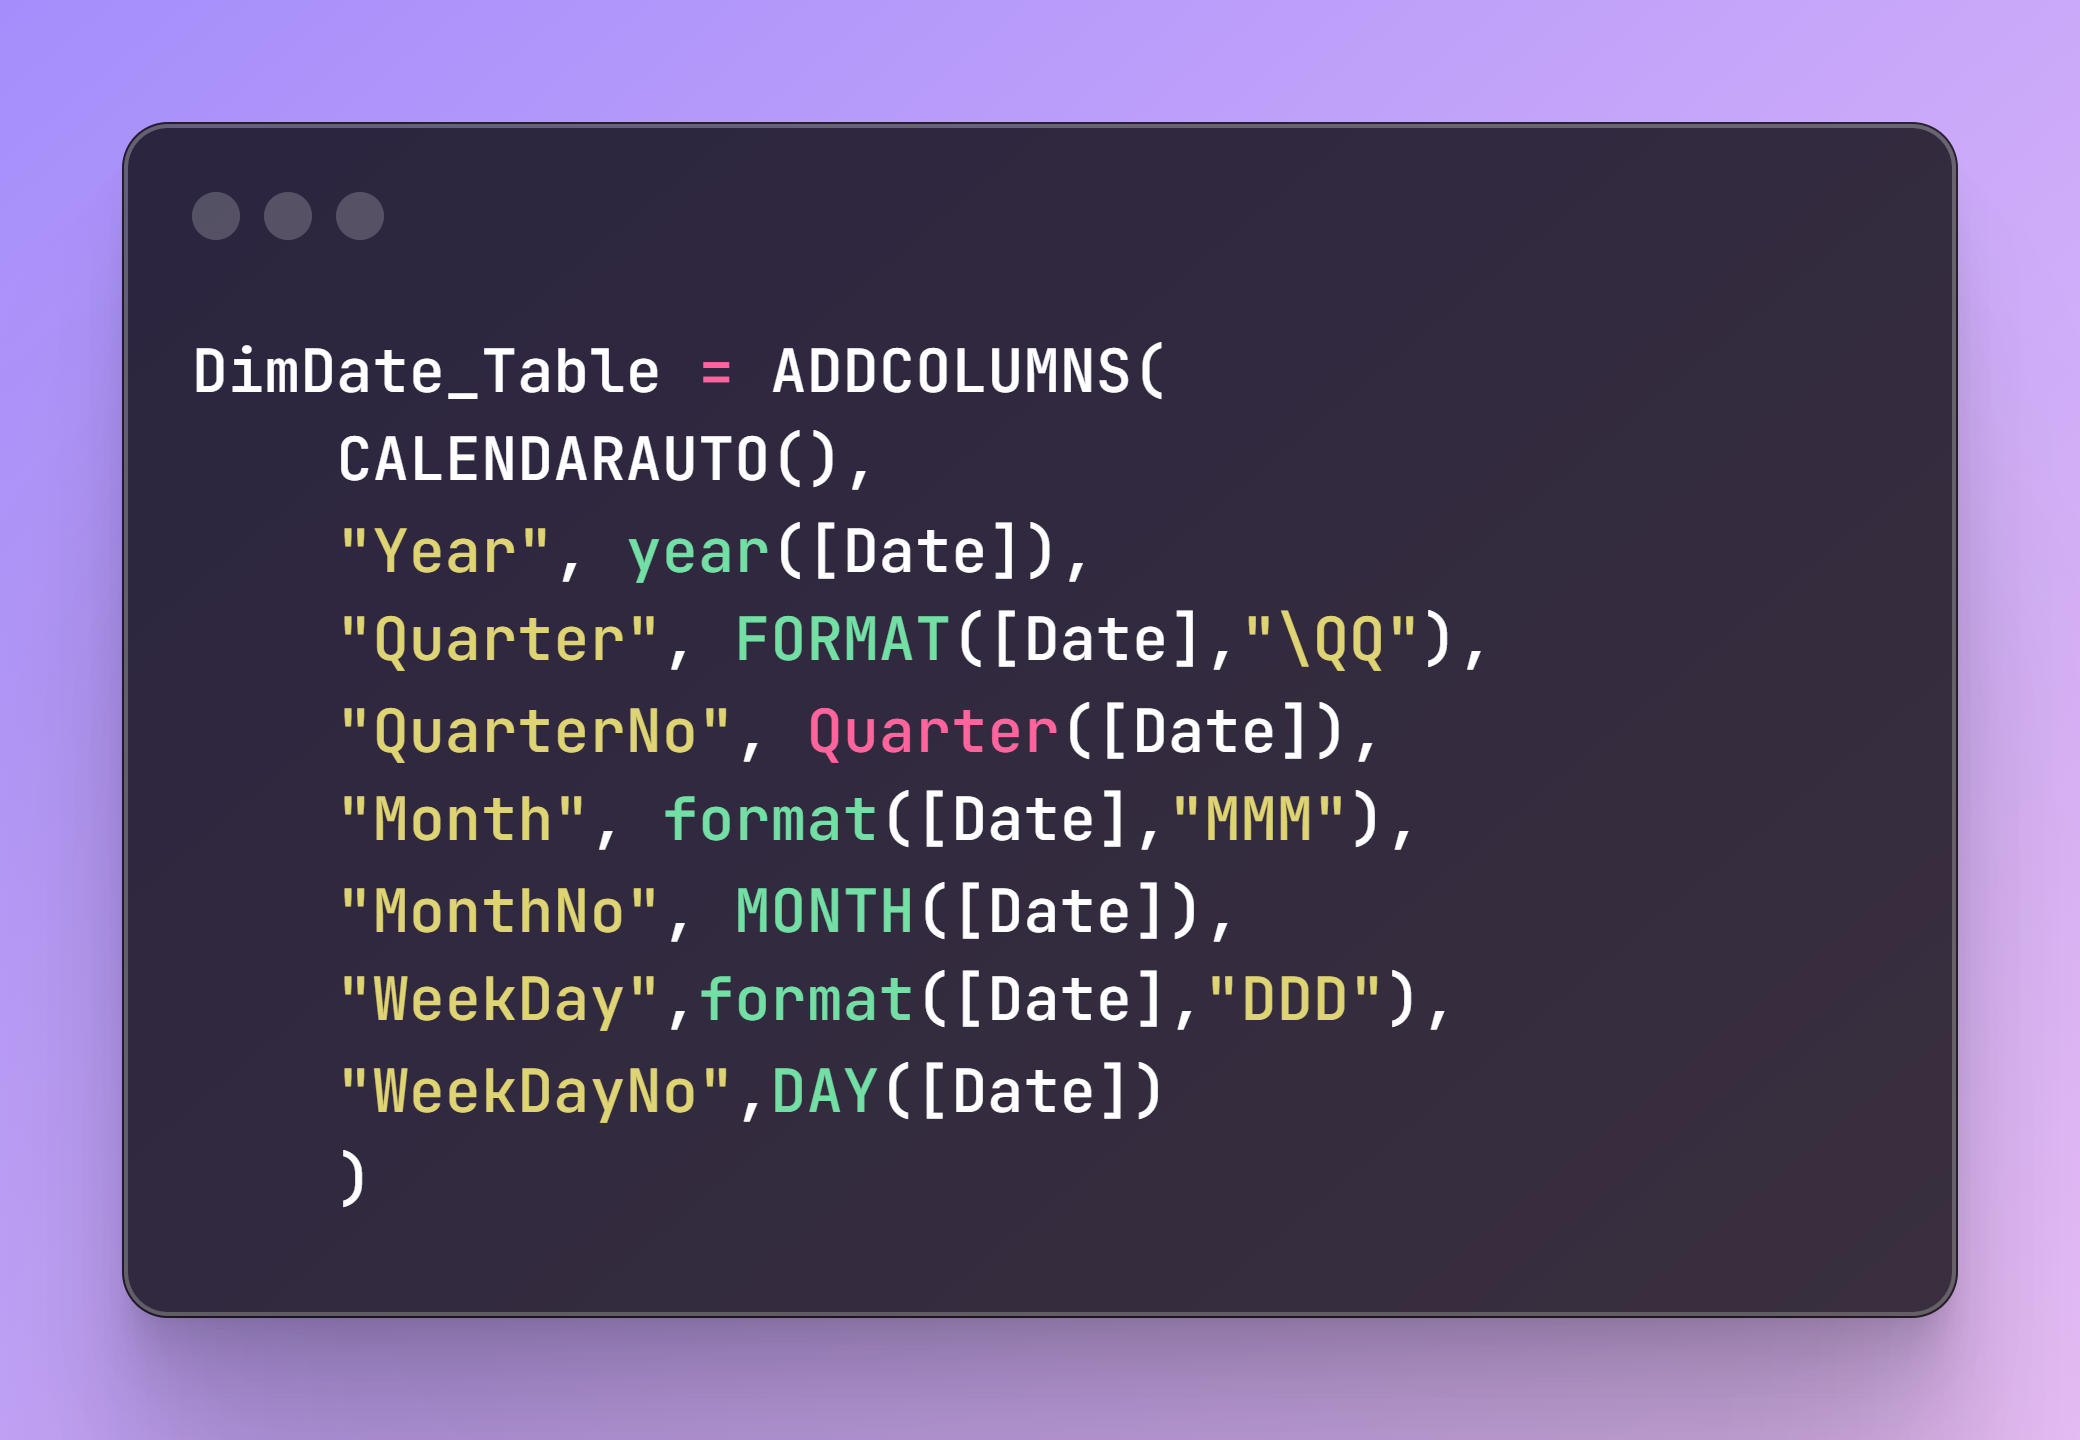 DimDate_Table = ADDCOLUMNS(
    CALENDARAUTO(),
    "Year", year([Date]),
    "Quarter", FORMAT([Date],"\QQ"),
    "QuarterNo", Quarter([Date]),
    "Month", format([Date],"MMM"),
    "MonthNo", MONTH([Date]),
    "WeekDay",format([Date],"DDD"),
    "WeekDayNo",DAY([Date])
    )